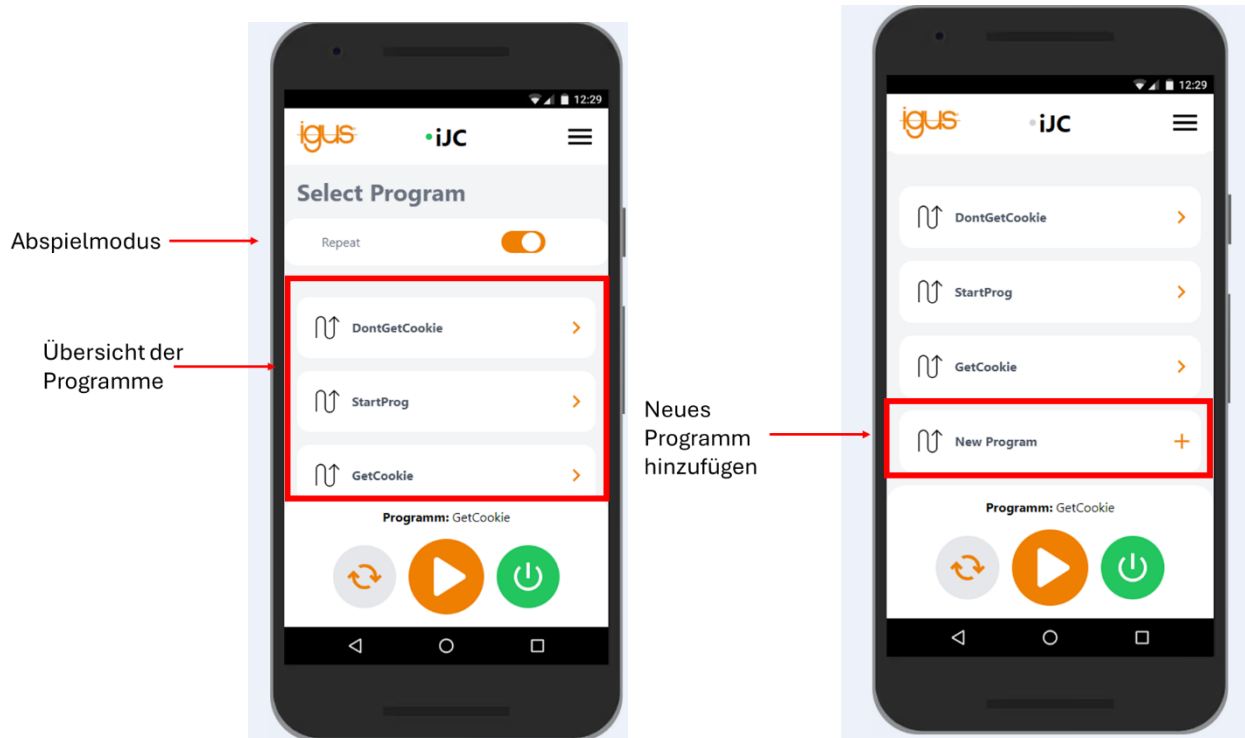 Abspielmodus
Übersicht der
Programme
12:29
igus
iJC
Select Program
Repeat
DontGetCookie
StartProg
GetCookie
Programm: GetCookie
Neues
Programm
hinzufügen
12:29
igus
iJC
DontGetCookie
StartProg
GetCookie
New Program
Programm: GetCookie